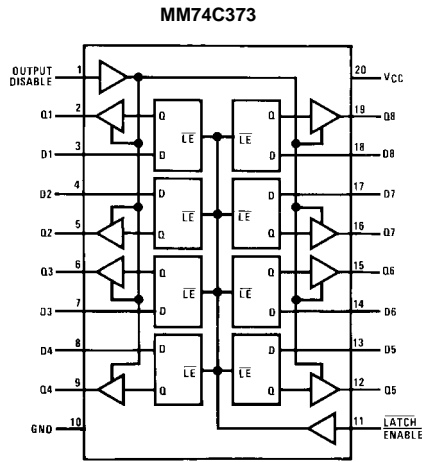 MM74C373
OUTPUT DISABLE 1 20 VCC
Q1 2 Q Q 19 Q8
LE LE
D1 3 D D 18 D8
D2 4 D D 17 D7
LE LE
Q2 5 Q Q 16 Q7
Q3 6 Q Q 15 Q6
LE LE
D3 7 D D 14 D6
D4 8 D D 13 D5
LE LE
Q4 9 Q Q 12 Q5
GND 10 11 LATCH ENABLE